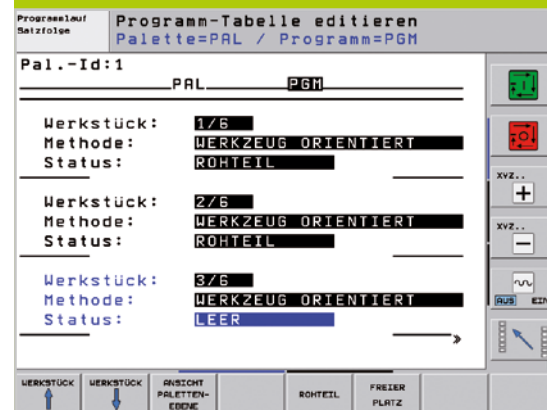 Programmlauf
Satzfolge
Programm-Tabelle editieren
Palette=PAL / Programm=PGM
Pal.-Id:1
PAL PGM
Werkstück: 1/6
Methode: WERKZEUG ORIENTIERT
Status: ROHTEIL
Werkstück: 2/6
Methode: WERKZEUG ORIENTIERT
Status: ROHTEIL
Werkstück: 3/6
Methode: WERKZEUG ORIENTIERT
Status: LEER
»
XYZ..
+
XYZ..
-
AUS EIN
WERKSTÜCK
WERKSTÜCK
ANSICHT
PALETTEN-
EBENE
ROHTEIL
FREIER
PLATZ